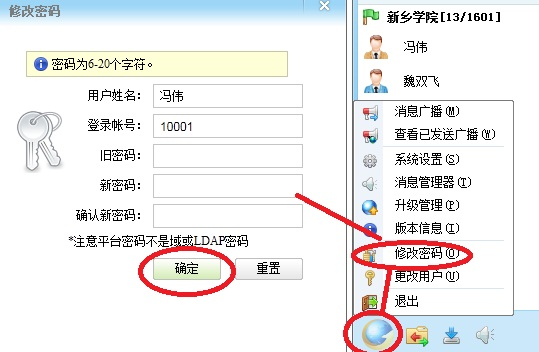 修改密码
密码为6-20个字符。
用户姓名： 冯伟
登录帐号： 10001
旧密码：
新密码：
确认新密码：
*注意平台密码不是域或LDAP密码
确定 重置
新乡学院[13/1601]
冯伟
魏双飞
消息广播(M)
查看已发送广播(W)
系统设置(S)
消息管理器(T)
升级管理(P)
版本信息(I)
修改密码(O)
更改用户(U)
退出